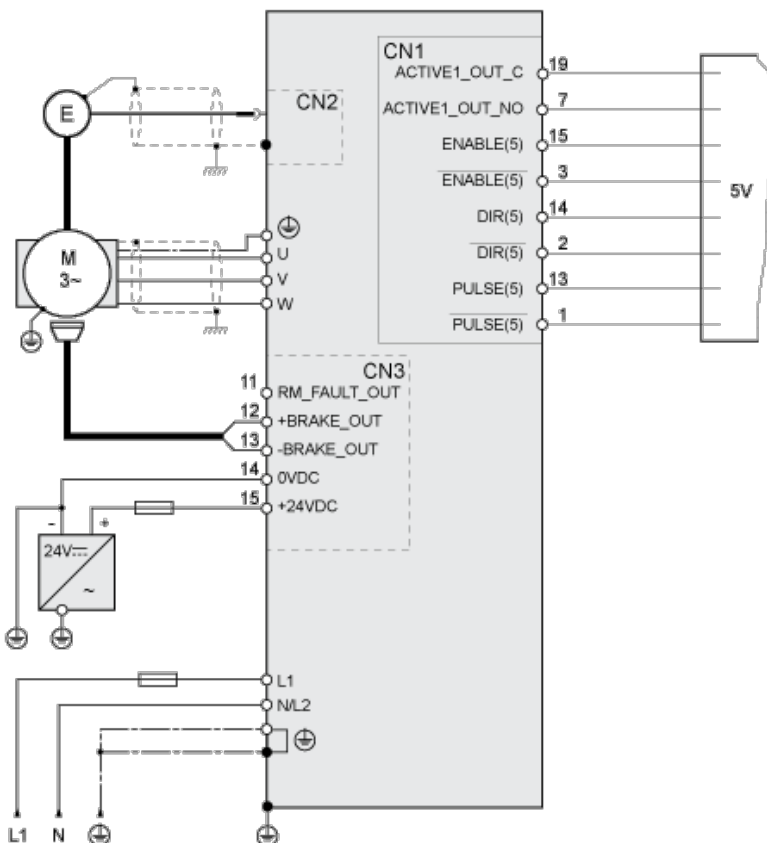 CN1
ACTIVE1_OUT_C 19
ACTIVE1_OUT_NO 7
ENABLE(5) 15
ENABLE(5) 3
DIR(5) 14
DIR(5) 2
PULSE(5) 13
PULSE(5) 1
5V
E
CN2
M
3~
U
V
W
CN3
11 RM_FAULT_OUT
12 +BRAKE_OUT
13 -BRAKE_OUT
14 0VDC
15 +24VDC
- +
24V
~
L1
N/L2
L1 N